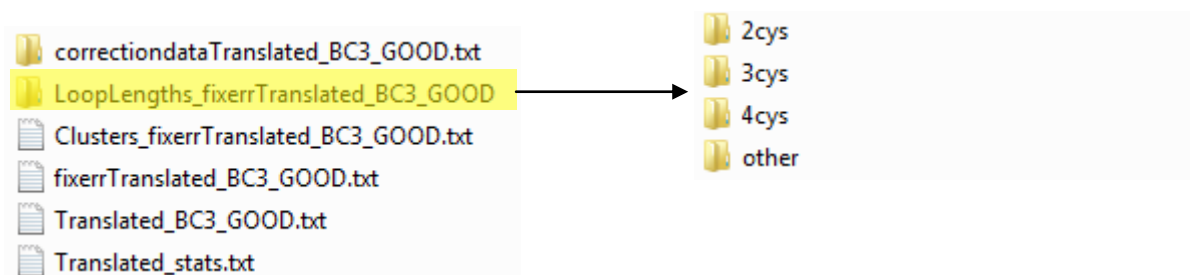 correctiondataTranslated_BC3_GOOD.txt
LoopLengths_fixerrTranslated_BC3_GOOD
Clusters_fixerrTranslated_BC3_GOOD.txt
fixerrTranslated_BC3_GOOD.txt
Translated_BC3_GOOD.txt
Translated_stats.txt
2cys
3cys
4cys
other